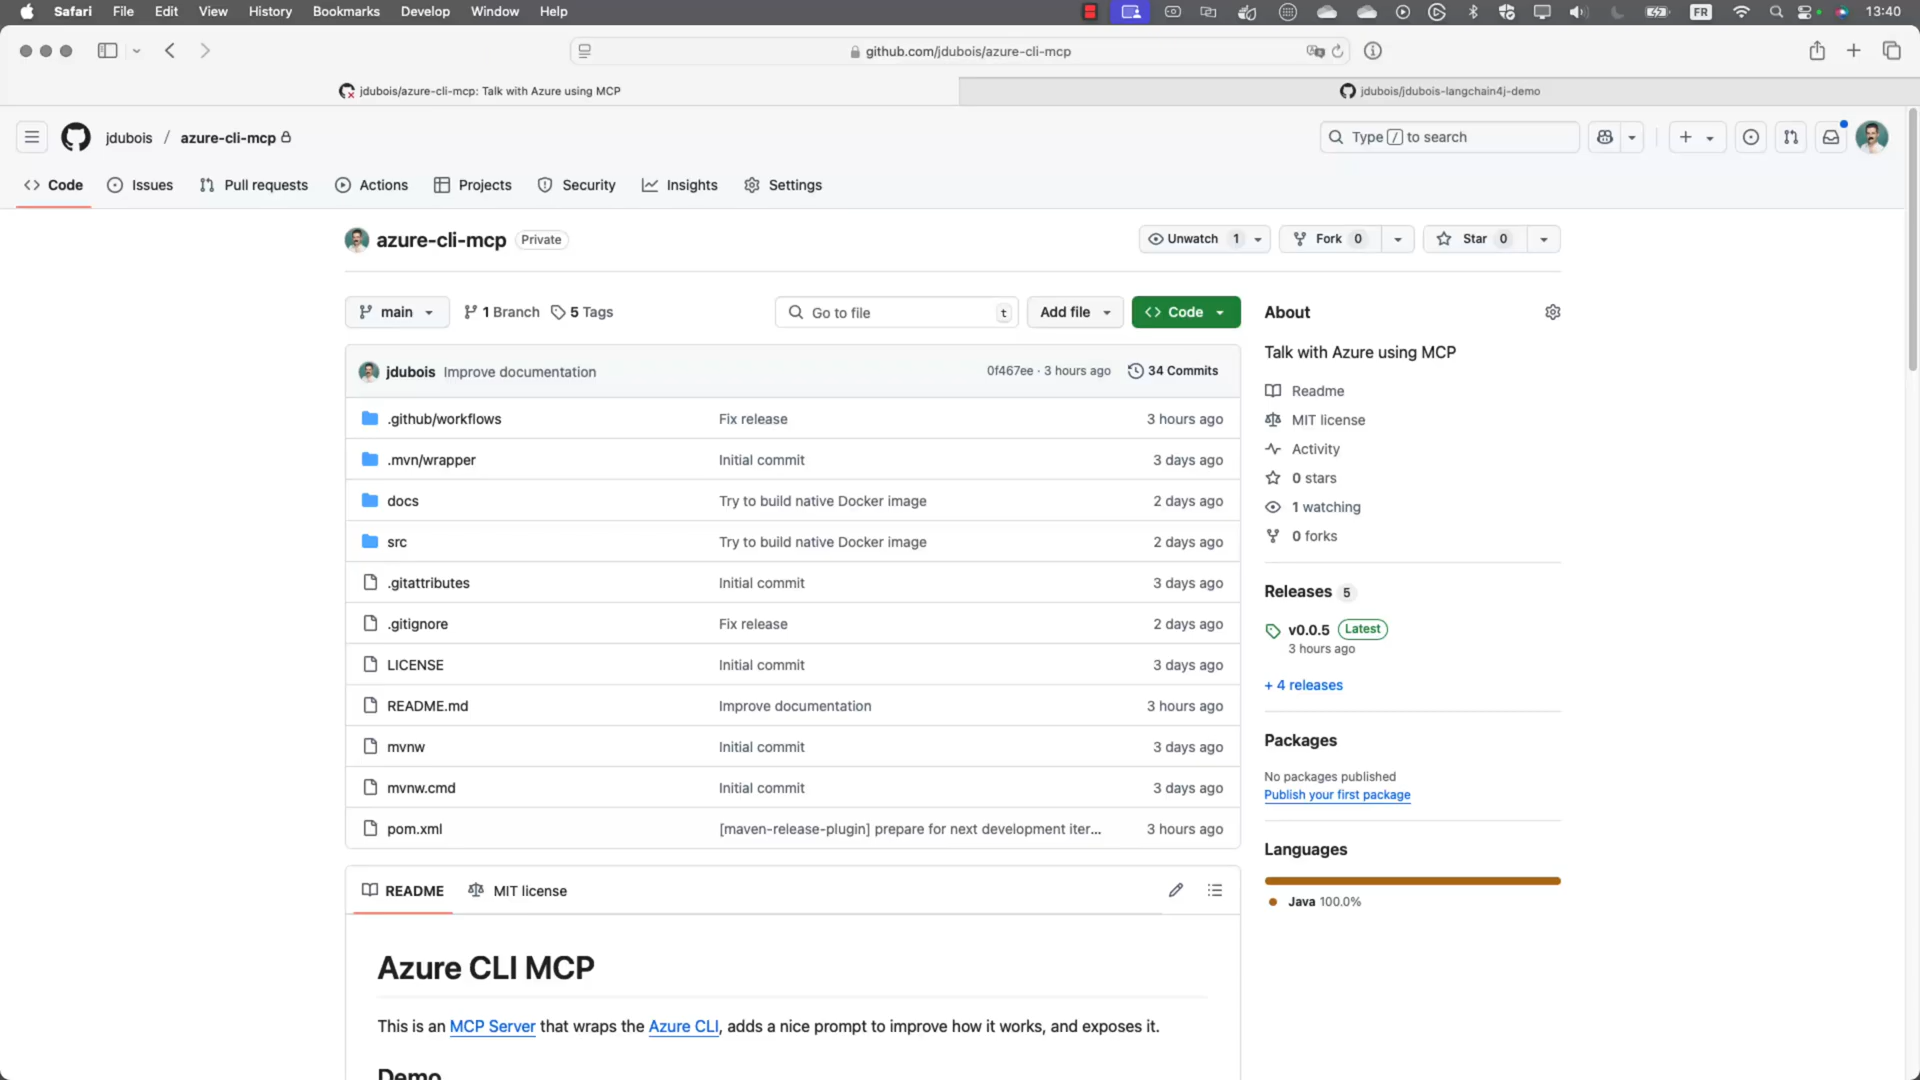 Safari File Edit View History Bookmarks Develop Window Help FR 13:40
github.com/jdubois/azure-cli-mcp
jdubois/azure-cli-mcp: Talk with Azure using MCP
jdubois/jdubois-langchain4j-demo
jdubois / azure-cli-mcp
Type / to search
Code Issues Pull requests Actions Projects Security Insights Settings
azure-cli-mcp Private
Unwatch 1 Fork 0 Star 0
main 1 Branch 5 Tags Go to file t Add file Code
jdubois Improve documentation 0f467ee · 3 hours ago 34 Commits
.github/workflows Fix release 3 hours ago
.mvn/wrapper Initial commit 3 days ago
docs Try to build native Docker image 2 days ago
src Try to build native Docker image 2 days ago
.gitattributes Initial commit 3 days ago
.gitignore Fix release 2 days ago
LICENSE Initial commit 3 days ago
README.md Improve documentation 3 hours ago
mvnw Initial commit 3 days ago
mvnw.cmd Initial commit 3 days ago
pom.xml [maven-release-plugin] prepare for next development iter... 3 hours ago
README MIT license
Azure CLI MCP
This is an MCP Server that wraps the Azure CLI, adds a nice prompt to improve how it works, and exposes it.
Demo
About
Talk with Azure using MCP
Readme
MIT license
Activity
0 stars
1 watching
0 forks
Releases 5
v0.0.5 Latest
3 hours ago
+ 4 releases
Packages
No packages published
Publish your first package
Languages
Java 100.0%